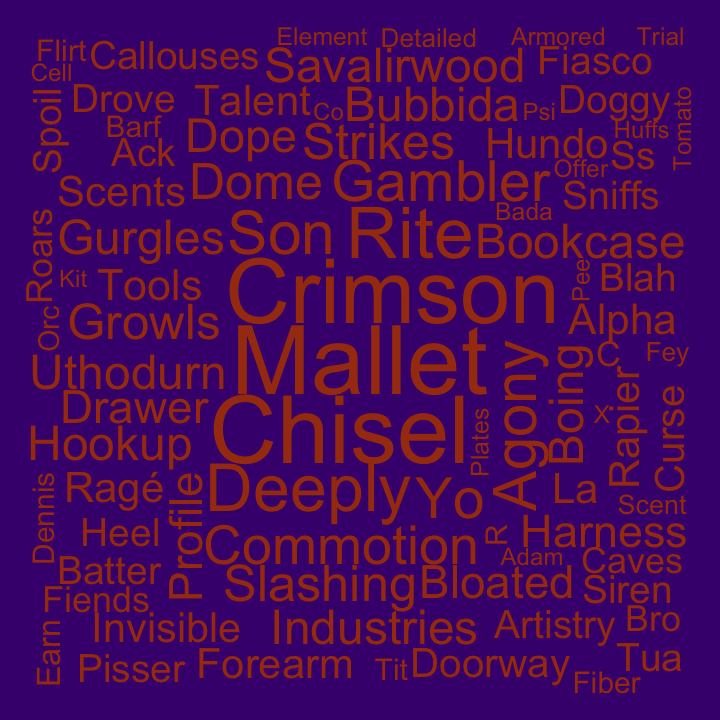 Element Detailed Armored Trial
Flirt Callouses Savalirwood Fiasco
Cell
Drove Talent Co Bubbida Psi Doggy Tomato
Spoil Barf Dope Strikes Hundo Huffs
Ack Ss
Scents Dome Gambler Offer Sniffs
Roars Gurgles Son Rite Bada Bookcase
Kit Tools Crimson Pee Blah
Orc Growls Alpha
Uthodurn Mallet Agony Boing C Fey
Drawer Chisel Plates X Rapier Curse
Hookup
Dennis Ragé Profile Deeply Yo La Scent
Heel Commotion R Harness
Batter Adam Caves
Fiends Slashing Bloated Siren
Earn Invisible Industries Artistry Bro
Pisser Forearm Tit Doorway Tua
Fiber